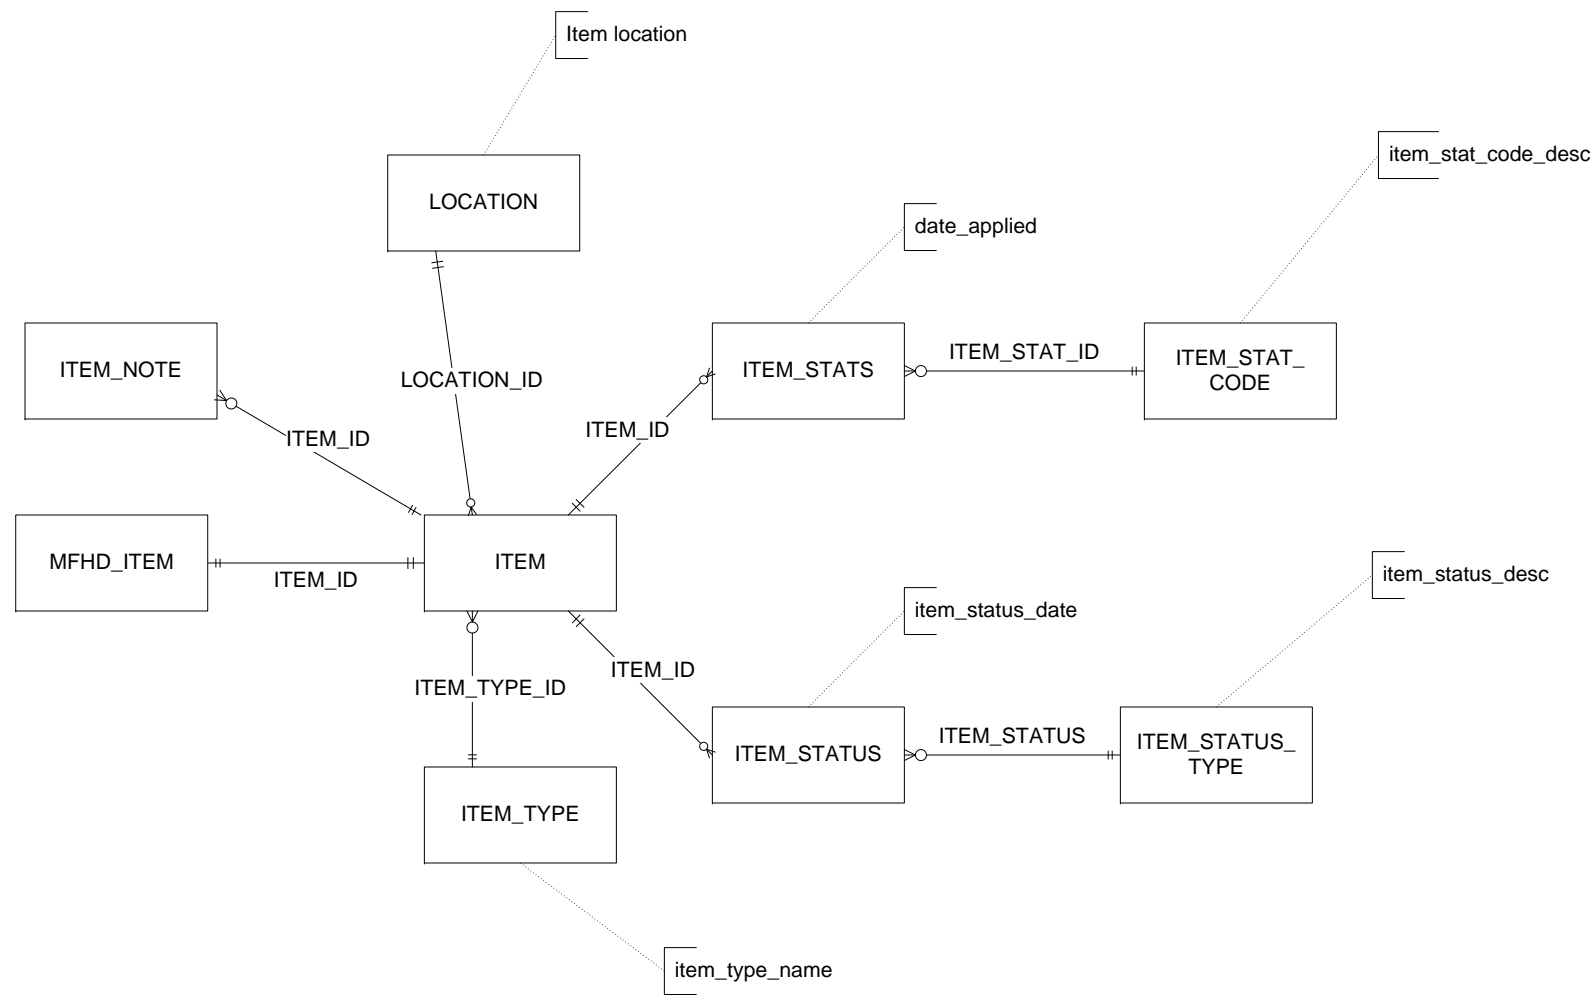 Item location
item_stat_code_desc
LOCATION
date_applied
ITEM_NOTE
LOCATION_ID
ITEM_STATS
ITEM_STAT_ID
ITEM_STAT_
CODE
ITEM_ID
ITEM_ID
MFHD_ITEM
ITEM_ID
ITEM
item_status_desc
item_status_date
ITEM_ID
ITEM_TYPE_ID
ITEM_STATUS
ITEM_STATUS
ITEM_STATUS_
TYPE
ITEM_TYPE
item_type_name